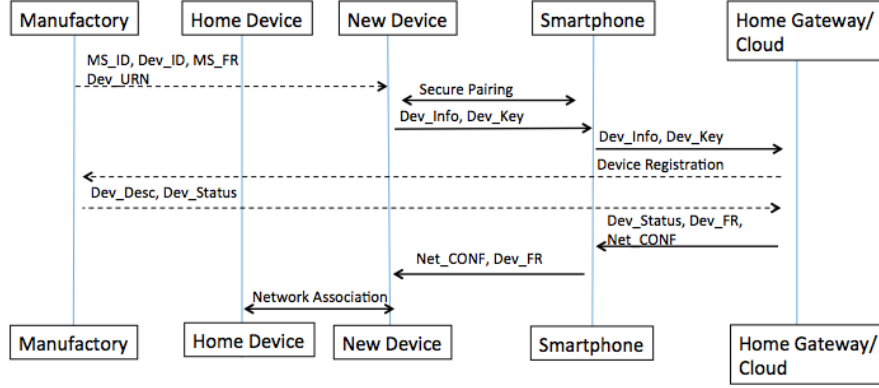 Manufactory
Home Device
New Device
Smartphone
Home Gateway/
Cloud
MS_ID, Dev_ID, MS_FR
Dev_URN
Secure Pairing
Dev_Info, Dev_Key
Dev_Info, Dev_Key
Device Registration
Dev_Desc, Dev_Status
Dev_Status, Dev_FR,
Net_CONF
Net_CONF, Dev_FR
Network Association
Manufactory
Home Device
New Device
Smartphone
Home Gateway/
Cloud